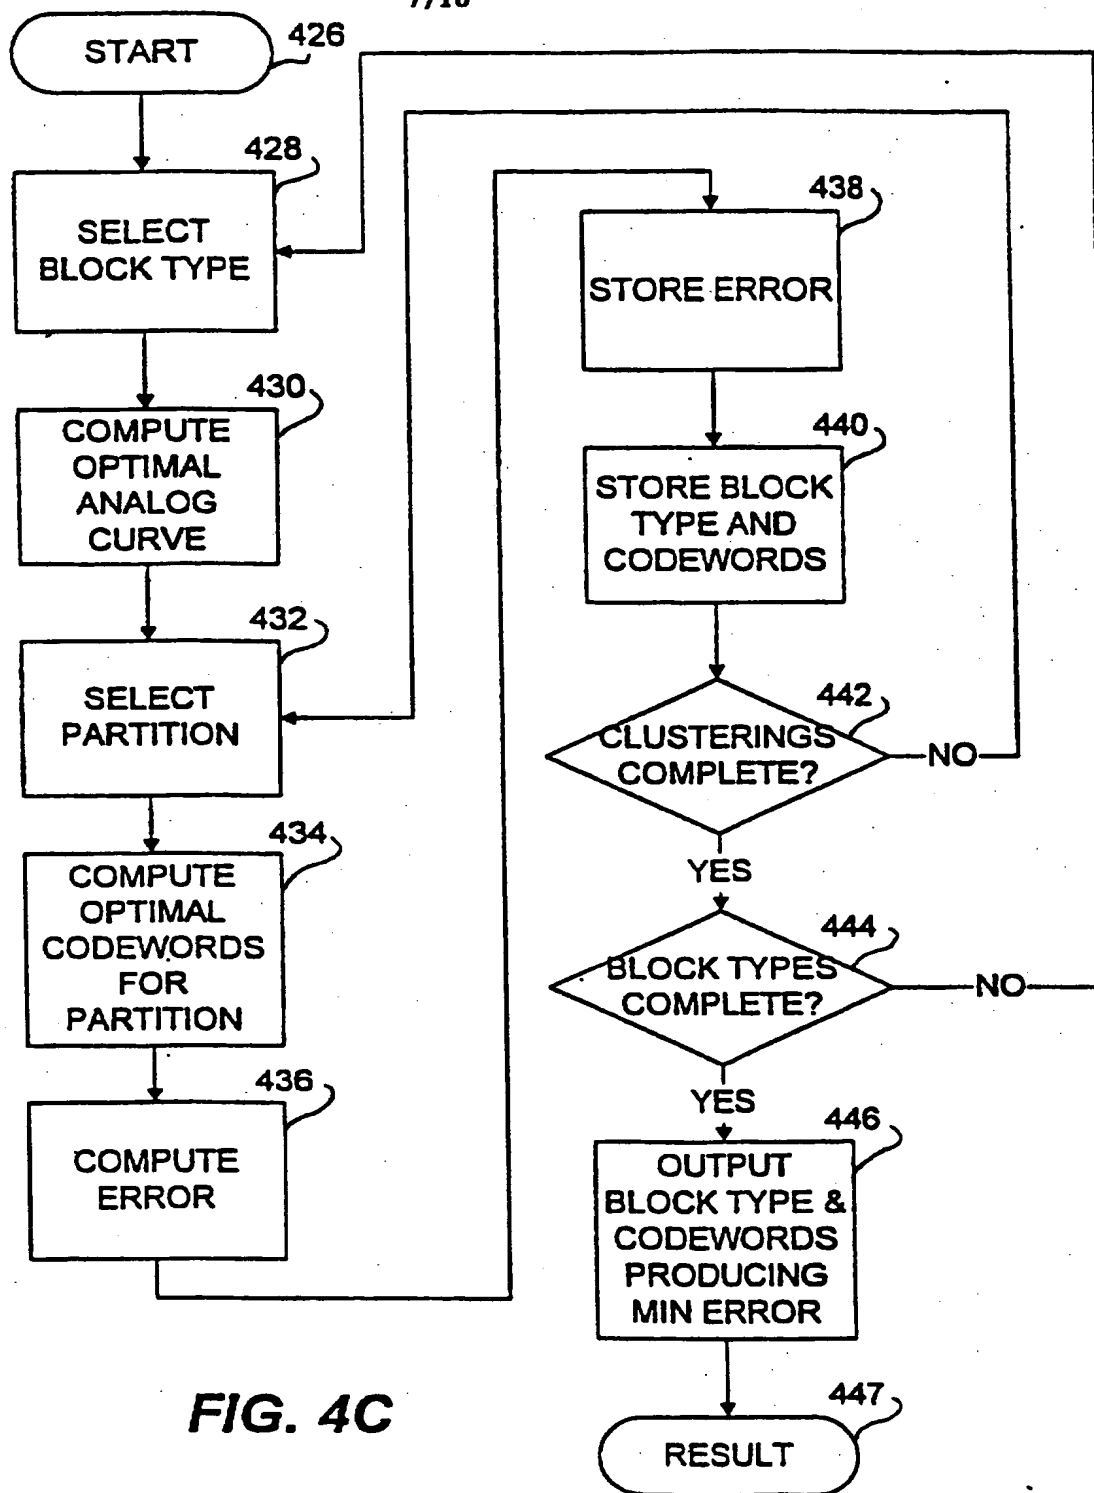 START
426
428
SELECT
BLOCK TYPE
430
COMPUTE
OPTIMAL
ANALOG
CURVE
432
SELECT
PARTITION
434
COMPUTE
OPTIMAL
CODEWORDS
FOR
PARTITION
436
COMPUTE
ERROR
438
STORE ERROR
440
STORE BLOCK
TYPE AND
CODEWORDS
442
CLUSTERINGS
COMPLETE?
NO
YES
444
BLOCK TYPES
COMPLETE?
NO
YES
446
OUTPUT
BLOCK TYPE &
CODEWORDS
PRODUCING
MIN ERROR
447
RESULT
FIG. 4C